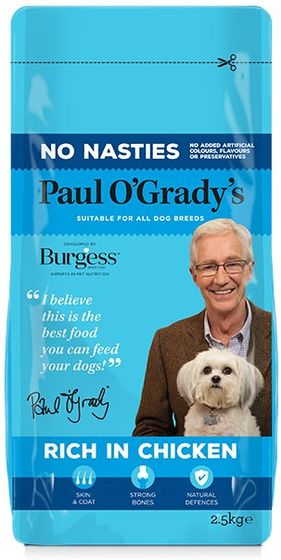 NO NASTIES
NO ADDED ARTIFICIAL
COLOURS, FLAVOURS
OR PRESERVATIVES
Paul O'Grady's
SUITABLE FOR ALL DOG BREEDS
DEVELOPED BY
Burgess
EXPERTS IN PET NUTRITION
“I believe
this is the
best food
you can feed
your dogs!”
Paul O'Grady
RICH IN CHICKEN
SKIN
& COAT
STRONG
BONES
NATURAL
DEFENCES
2.5kg e